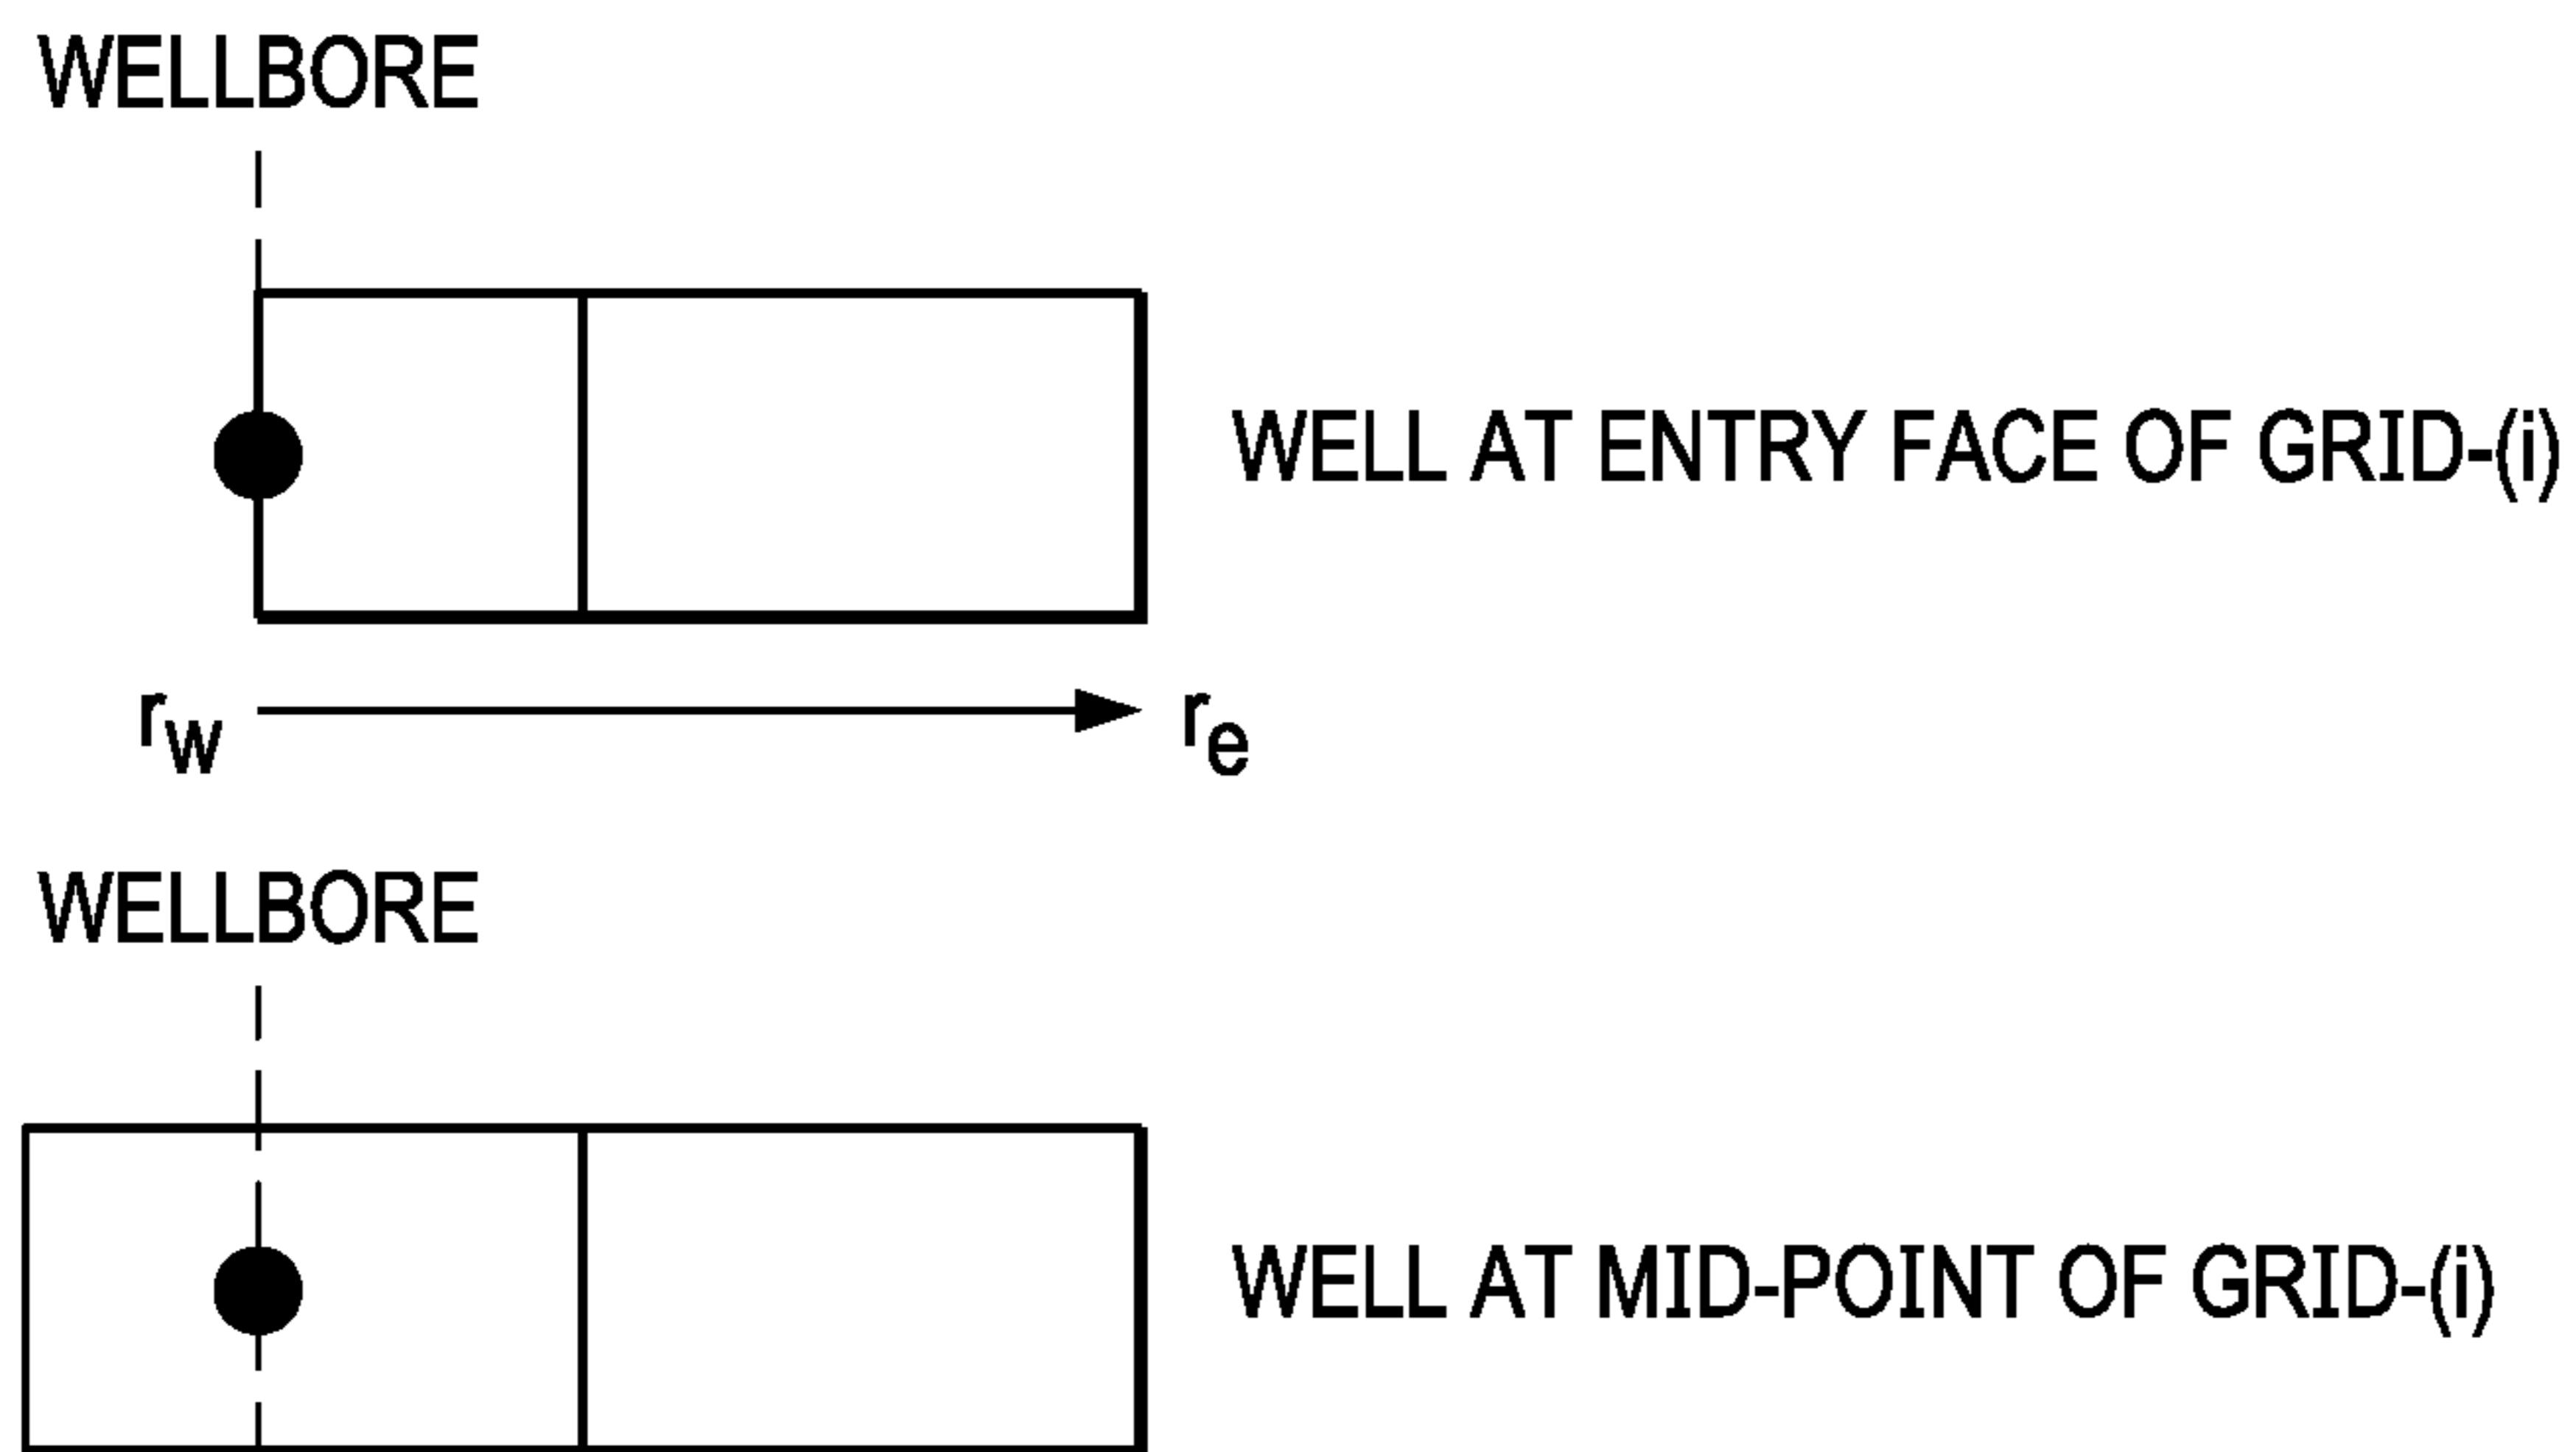 WELLBORE
WELL AT ENTRY FACE OF GRID-(i)
rw re
WELLBORE
WELL AT MID-POINT OF GRID-(i)